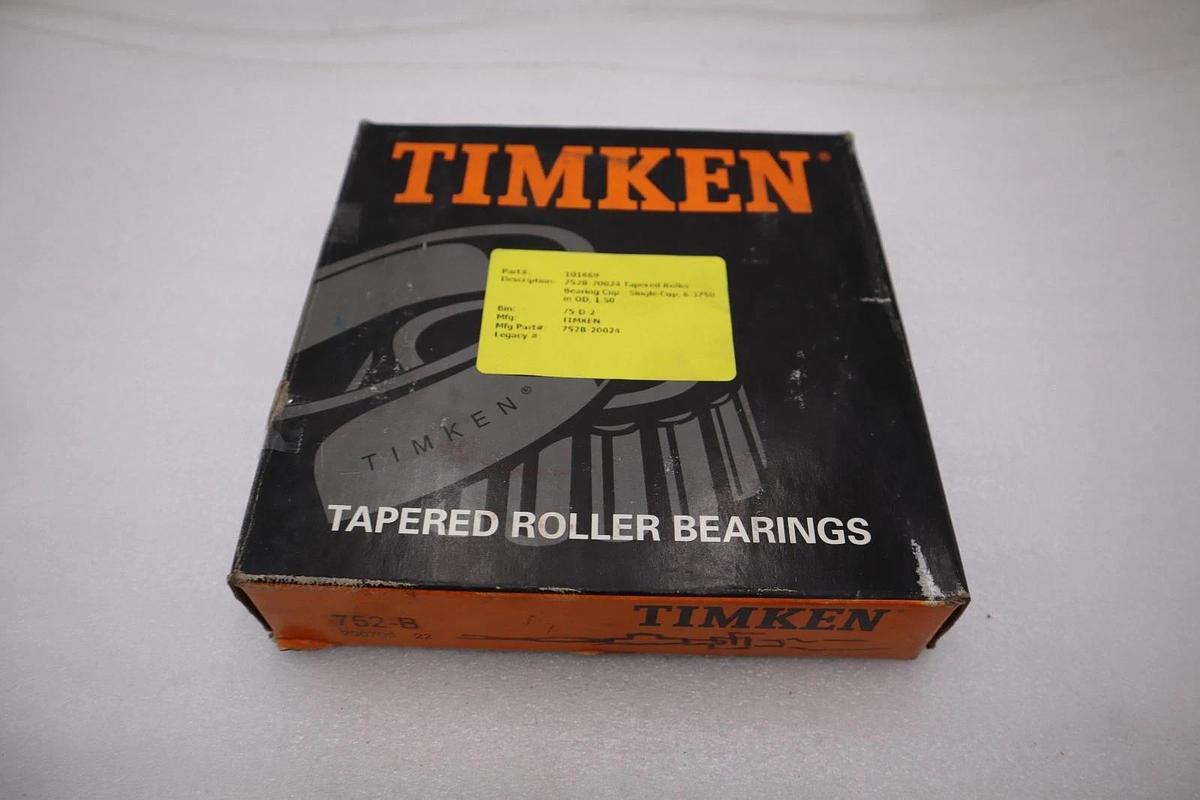 TIMKEN
Part#: 101669
Description: 752B-20024 Tapered Roller
Bearing Cup - Single Cup, 6.3750
in OD, 1.50
Bin: 75-D-2
Mfg: TIMKEN
Mfg Part#: 752B-20024
Legacy #
TIMKEN®
TAPERED ROLLER BEARINGS
752-B
22
TIMKEN